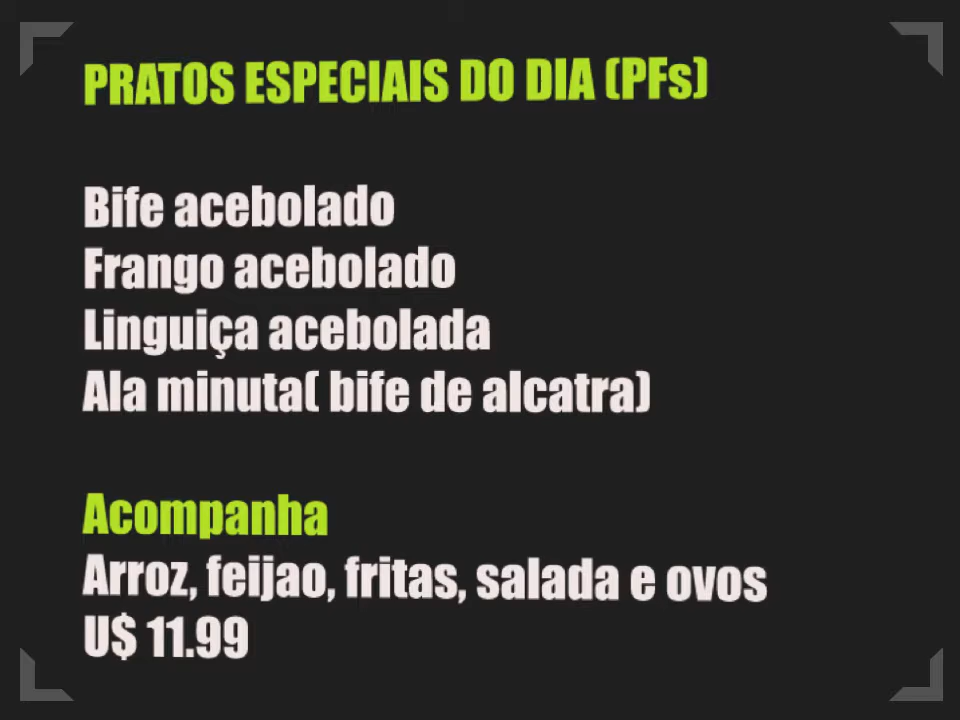 PRATOS ESPECIAIS DO DIA (PFs)
Bife acebolado
Frango acebolado
Linguiça acebolada
Ala minuta( bife de alcatra)
Acompanha
Arroz, feijao, fritas, salada e ovos
U$ 11.99